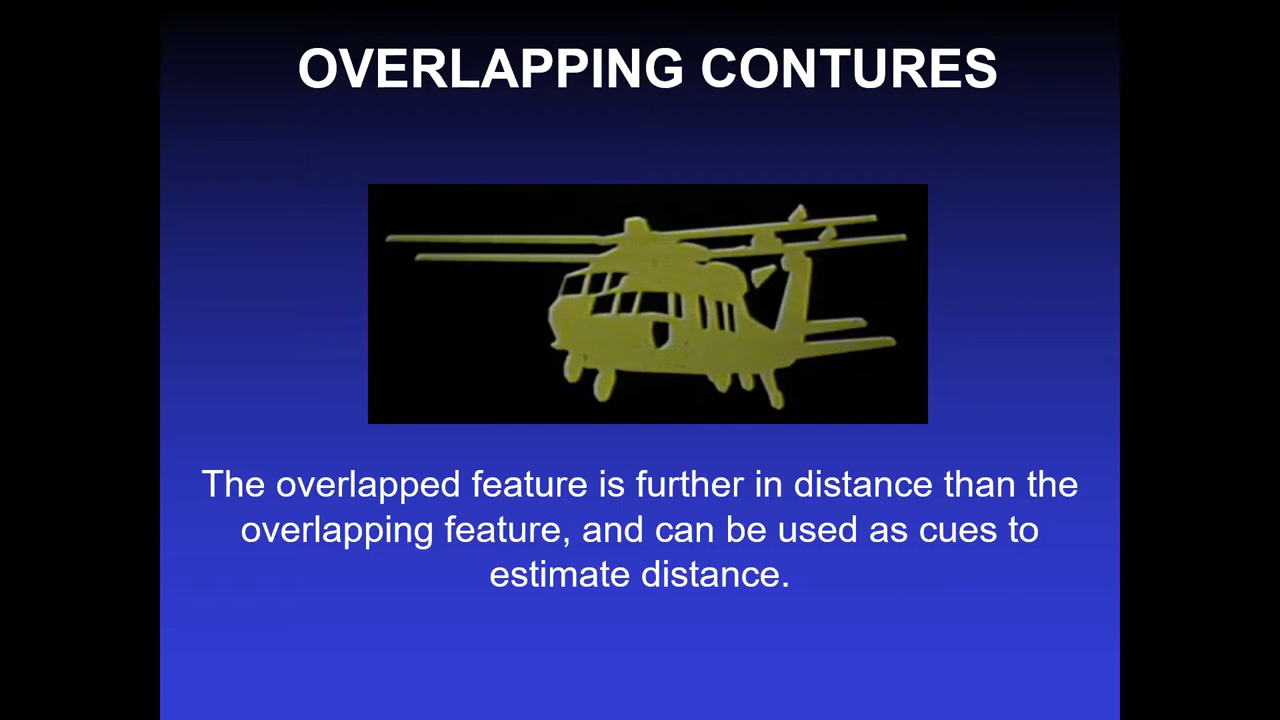 OVERLAPPING CONTURES
The overlapped feature is further in distance than the
overlapping feature, and can be used as cues to
estimate distance.